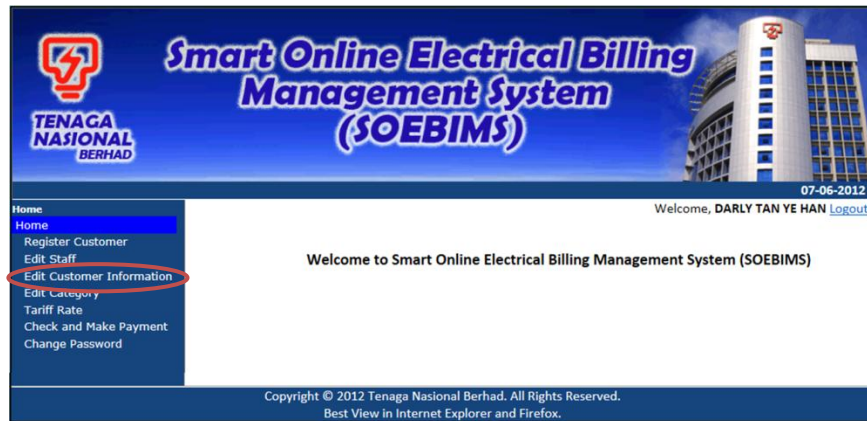 TENAGA
NASIONAL
BERHAD
Smart Online Electrical Billing
Management System
(SOEBIMS)
07-06-2012
Welcome, DARLY TAN YE HAN Logout
Home
Home
Register Customer
Edit Staff
Edit Customer Information
Edit Category
Tariff Rate
Check and Make Payment
Change Password
Welcome to Smart Online Electrical Billing Management System (SOEBIMS)
Copyright © 2012 Tenaga Nasional Berhad. All Rights Reserved.
Best View in Internet Explorer and Firefox.